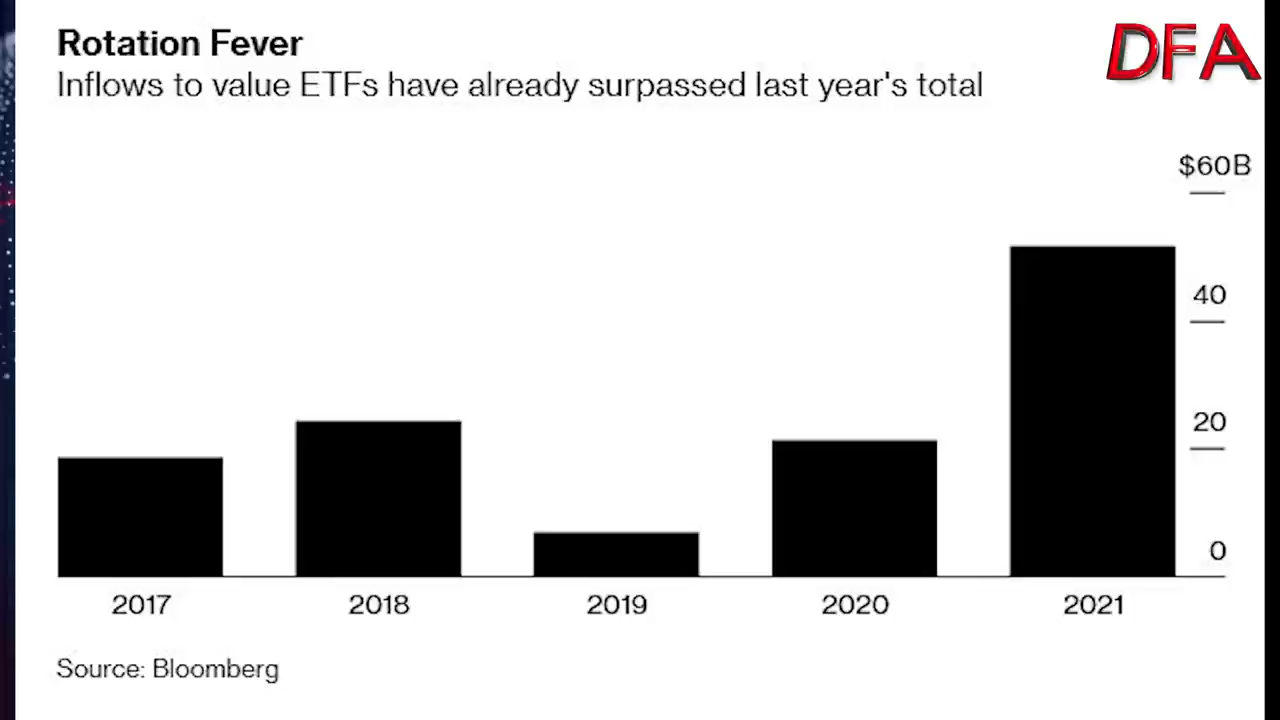 Rotation Fever
DFA
Inflows to value ETFs have already surpassed last year's total
$60B
40
20
0
2017 2018 2019 2020 2021
Source: Bloomberg